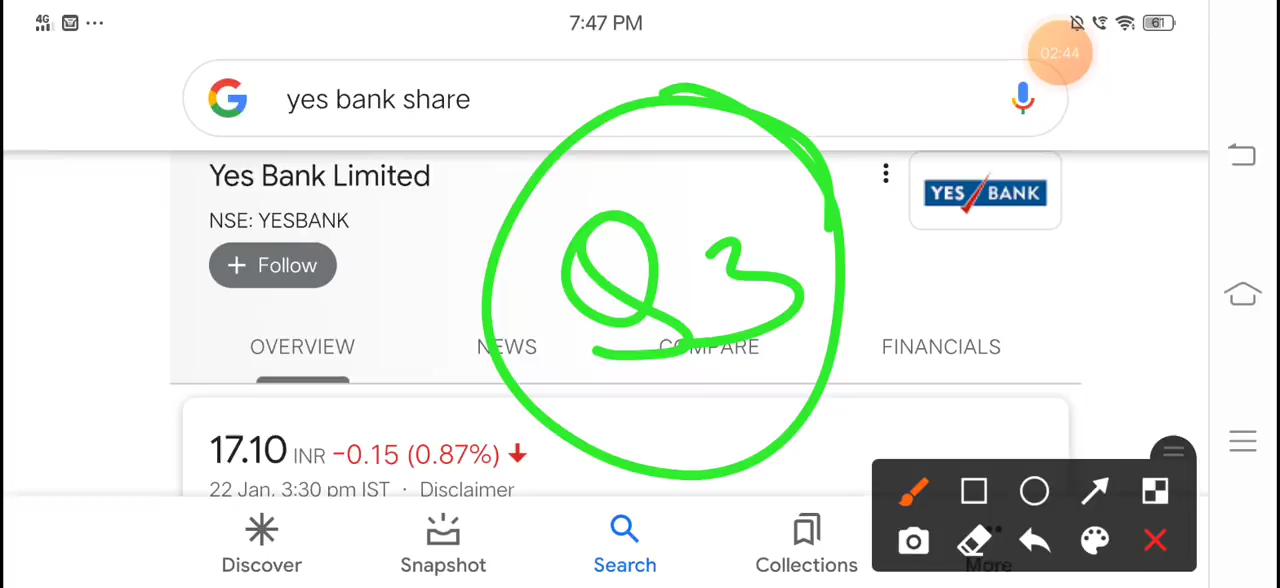 4G 7:47 PM 61
02:44
yes bank share
Yes Bank Limited
YES BANK
NSE: YESBANK
+ Follow
Q3
OVERVIEW NEWS COMPARE FINANCIALS
17.10 INR -0.15 (0.87%)
22 Jan, 3:30 pm IST · Disclaimer
Discover Snapshot Search Collections More